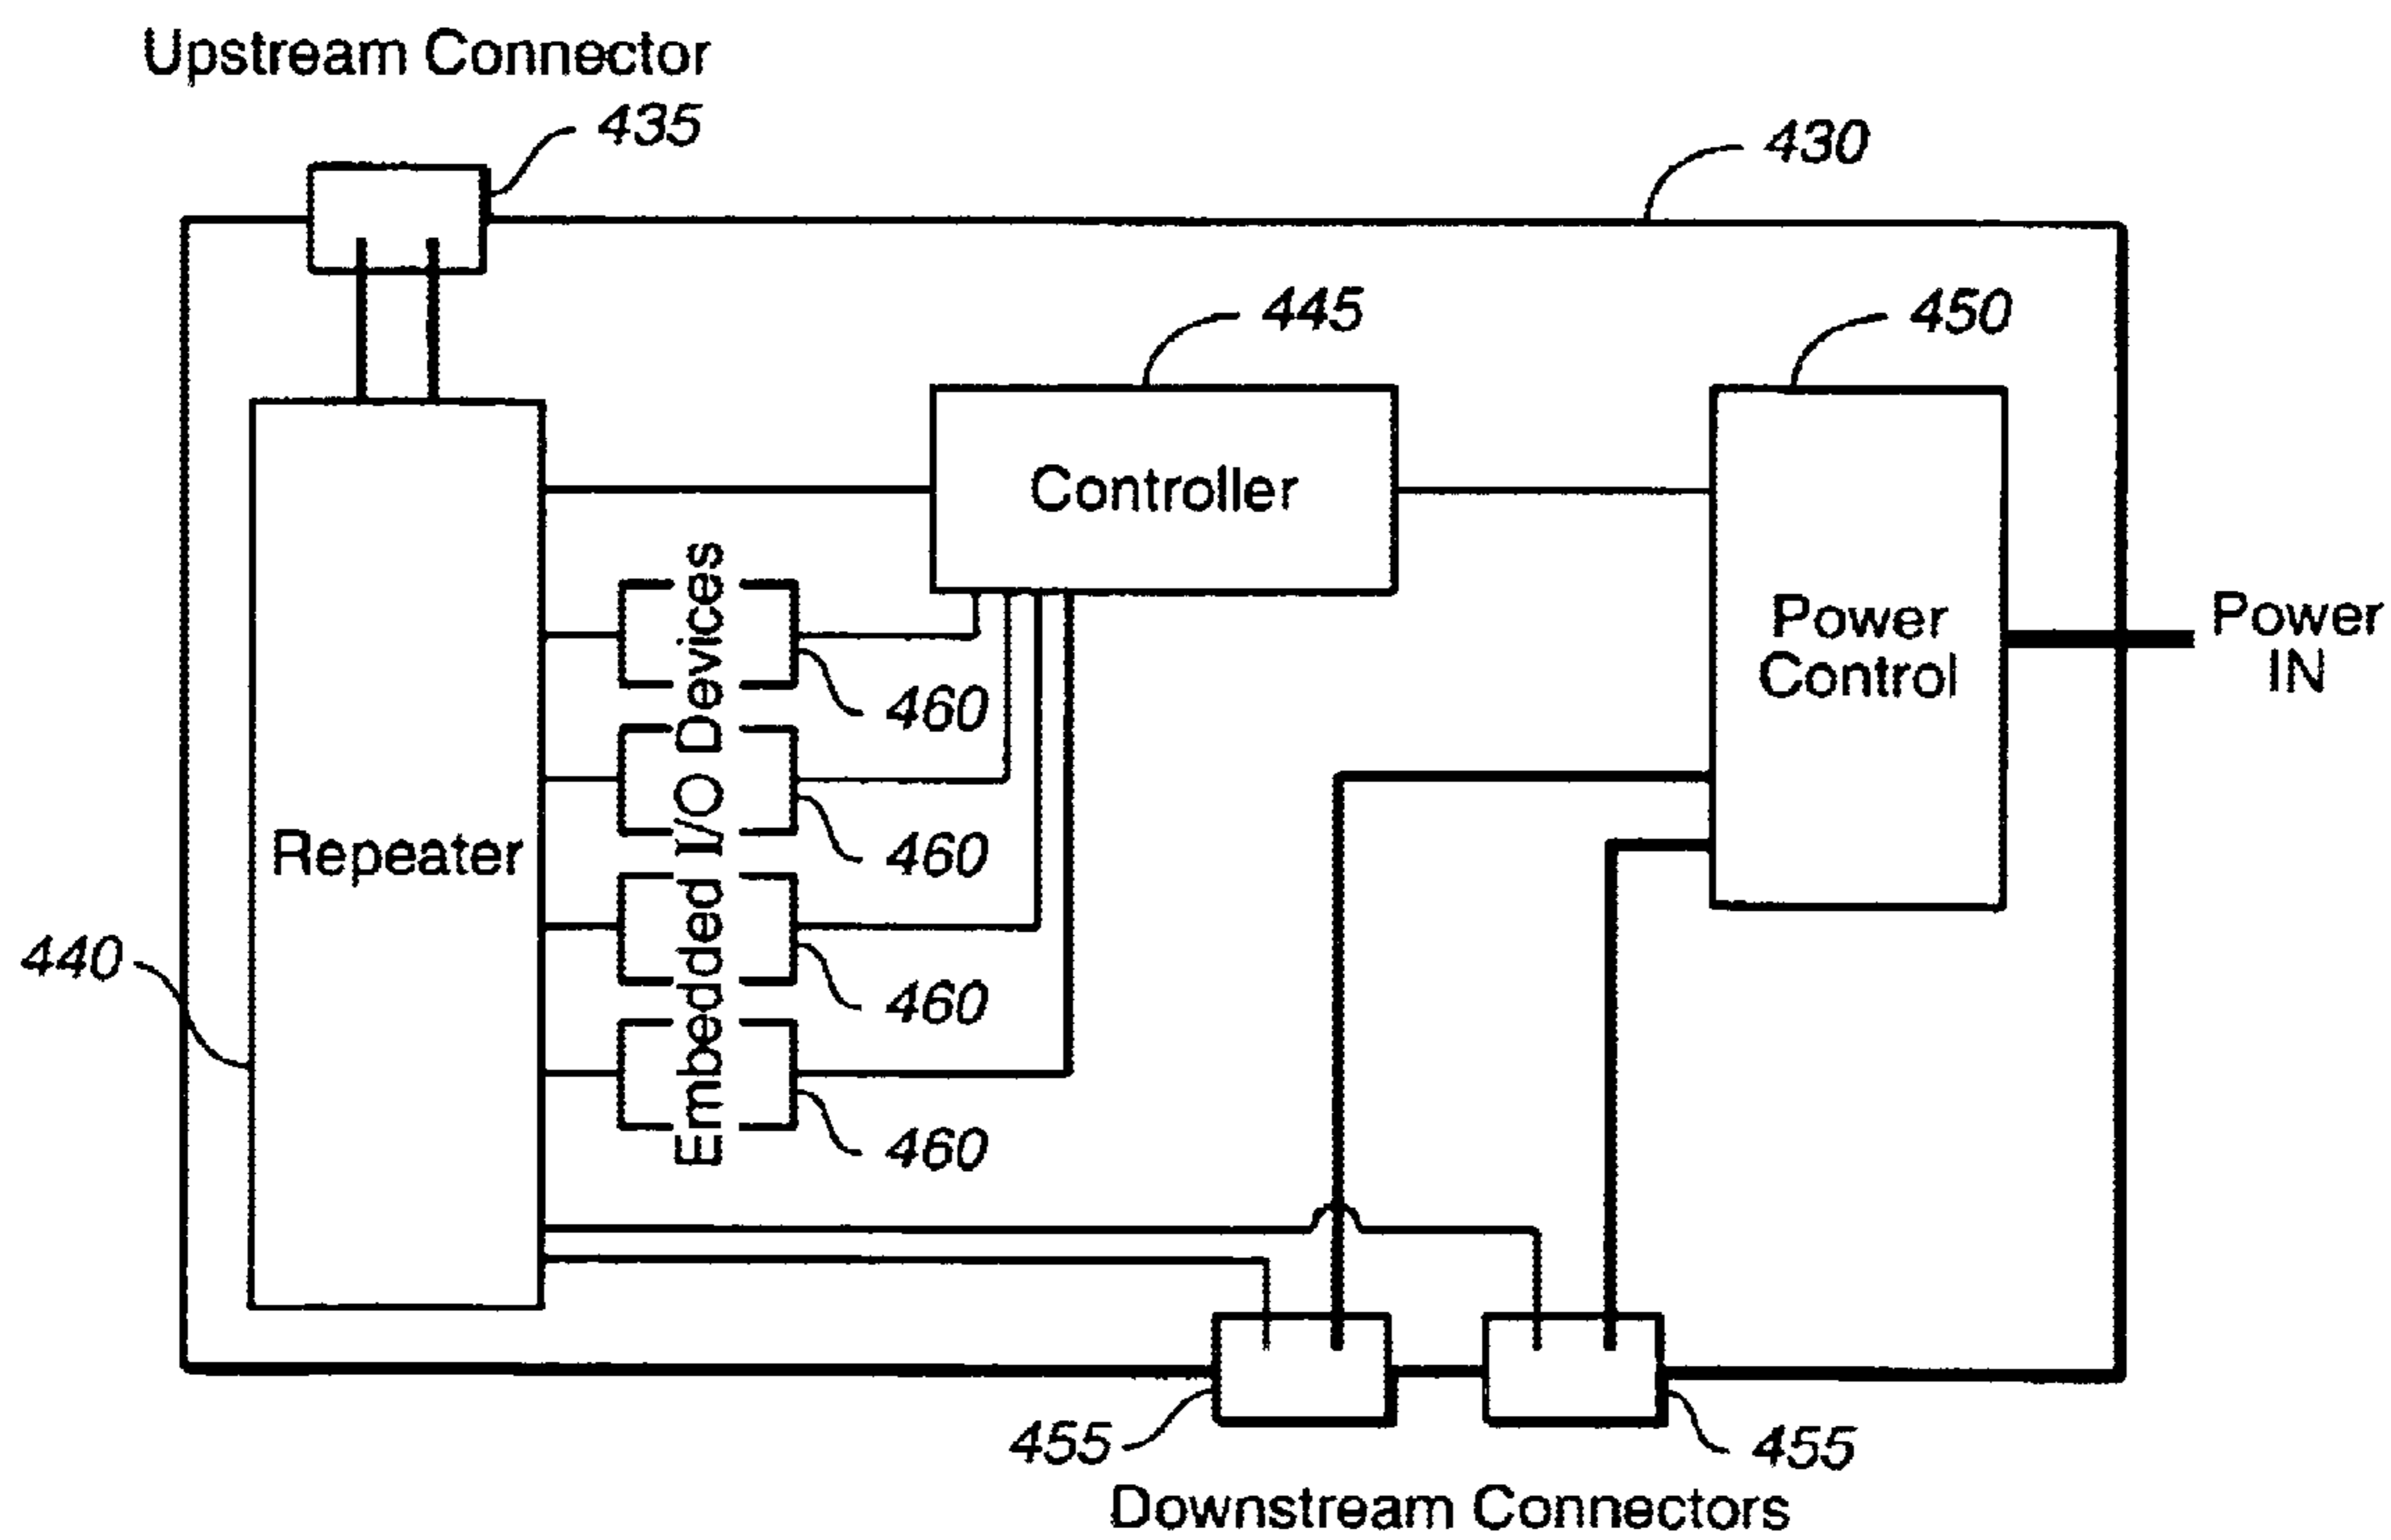 Upstream Connector
435
430
445
450
Controller
Power
Control
Power
IN
Embedded I/O Devices
460
460
460
460
Repeater
440
455
455
Downstream Connectors